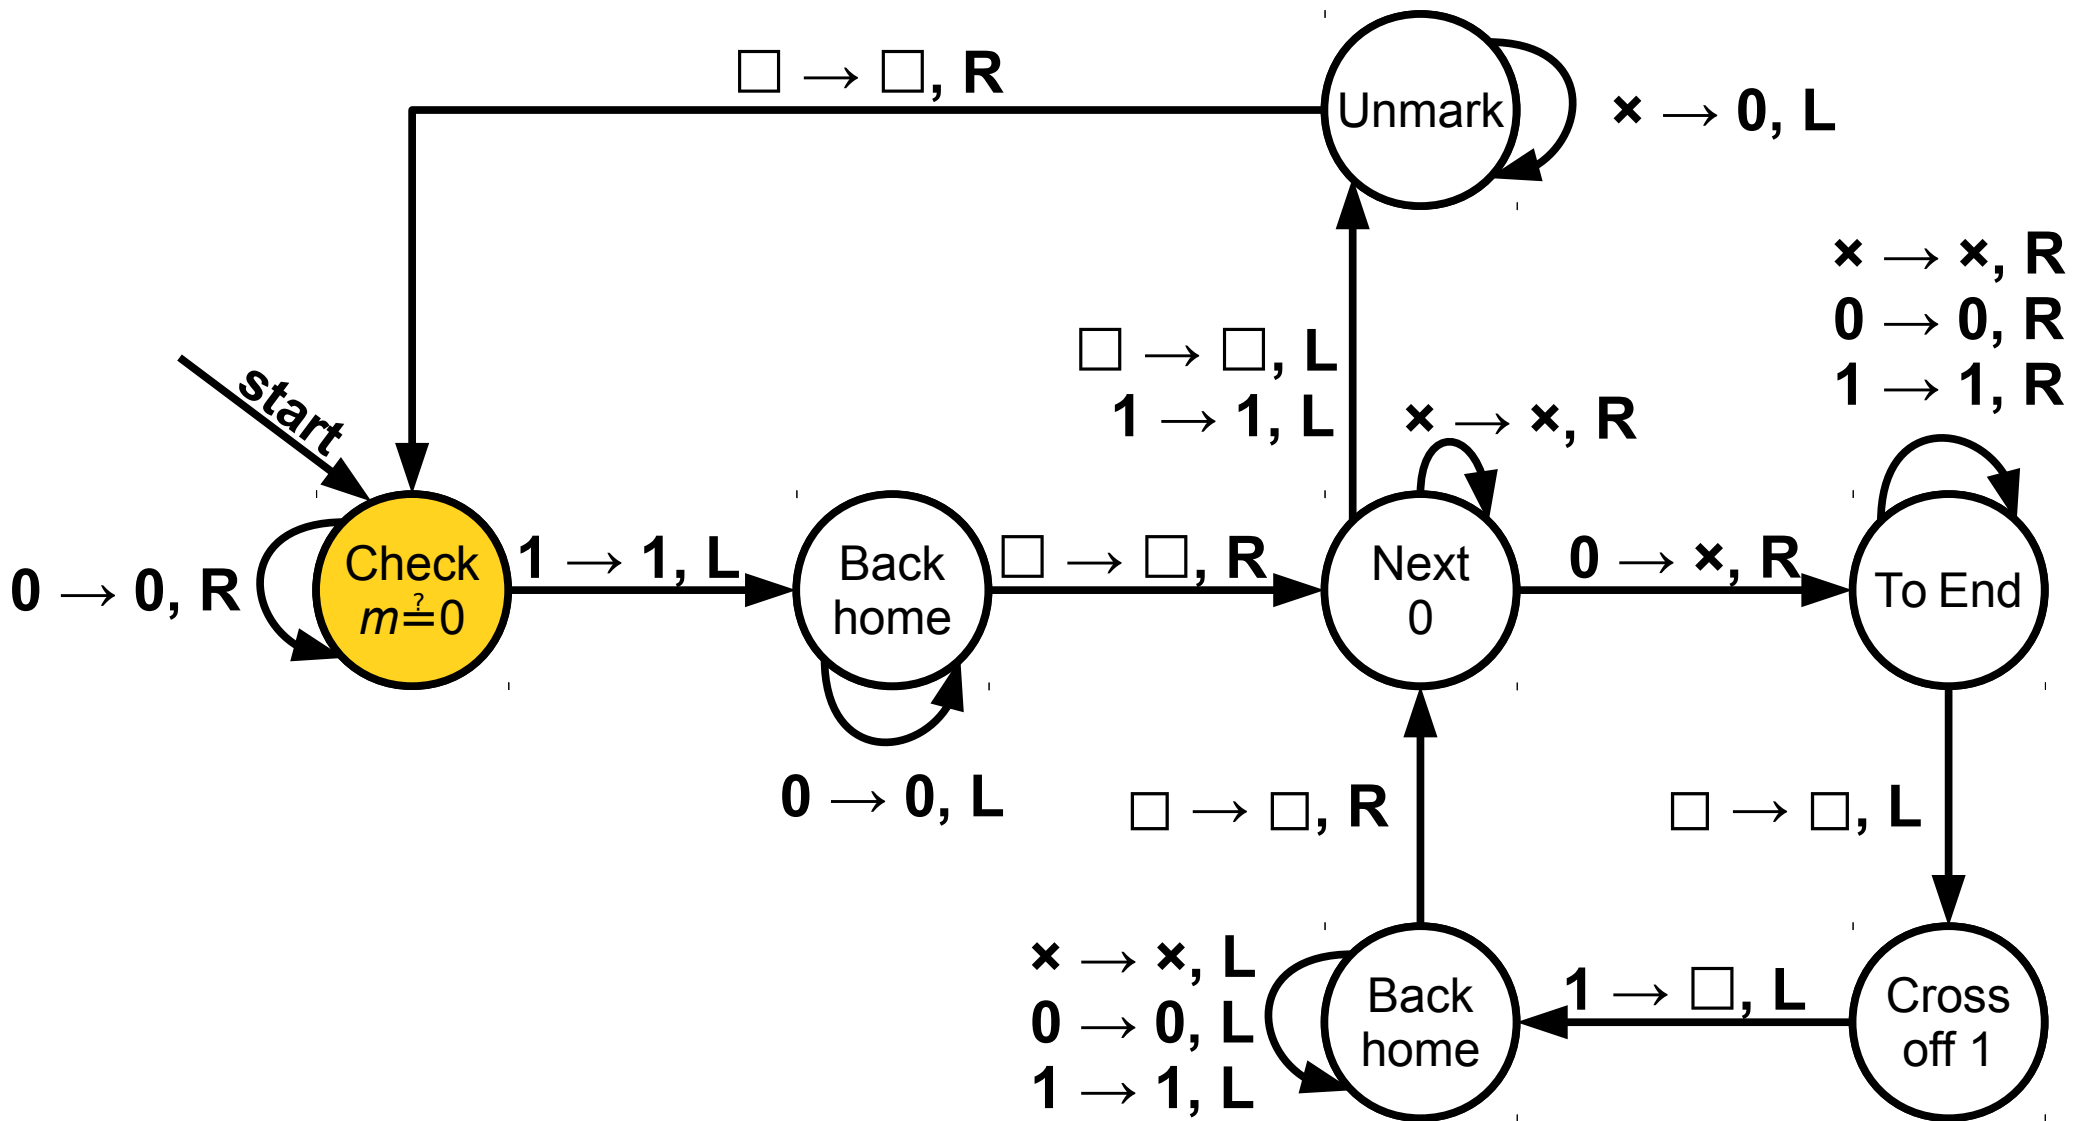 □ → □, R
Unmark
× → 0, L
× → ×, R
0 → 0, R
1 → 1, R
□ → □, L
1 → 1, L
× → ×, R
start
0 → 0, R
Check
m≟0
1 → 1, L
Back
home
□ → □, R
Next
0
0 → ×, R
To End
0 → 0, L
□ → □, R
□ → □, L
× → ×, L
0 → 0, L
1 → 1, L
Back
home
1 → □, L
Cross
off 1